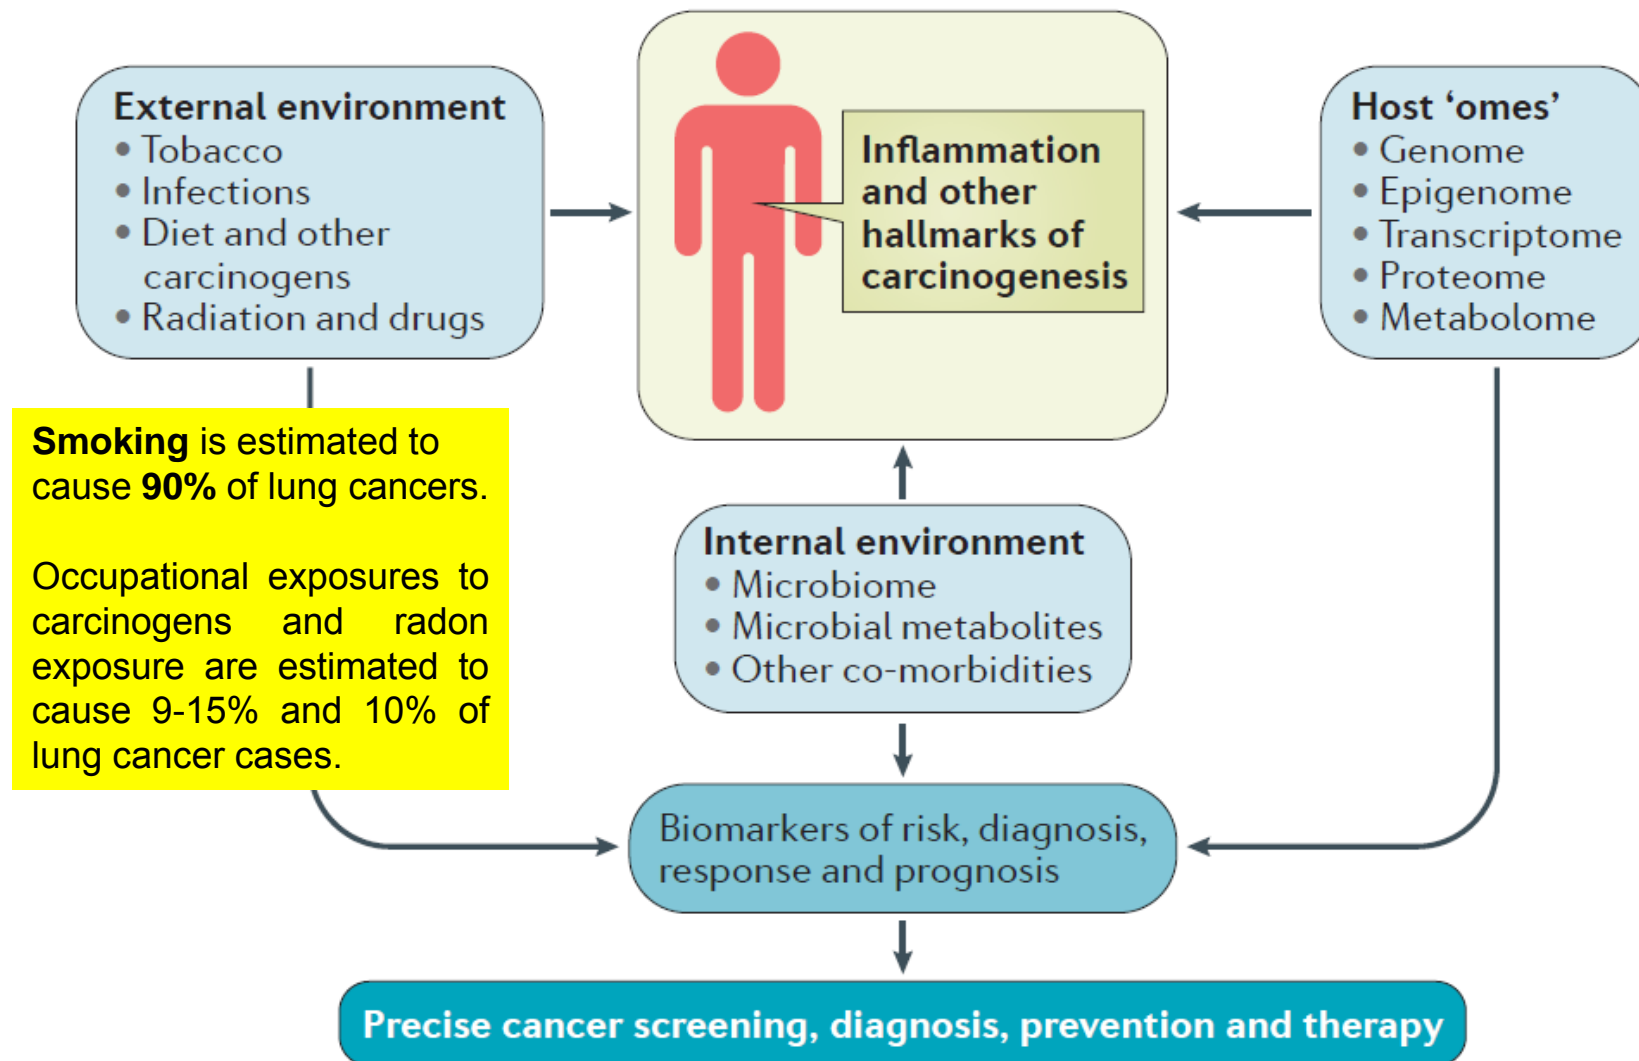 External environment
• Tobacco
• Infections
• Diet and other
carcinogens
• Radiation and drugs
Inflammation
and other
hallmarks of
carcinogenesis
Host ‘omes’
• Genome
• Epigenome
• Transcriptome
• Proteome
• Metabolome
Smoking is estimated to
cause 90% of lung cancers.
Occupational exposures to
carcinogens and radon
exposure are estimated to
cause 9-15% and 10% of
lung cancer cases.
Internal environment
• Microbiome
• Microbial metabolites
• Other co-morbidities
Biomarkers of risk, diagnosis,
response and prognosis
Precise cancer screening, diagnosis, prevention and therapy